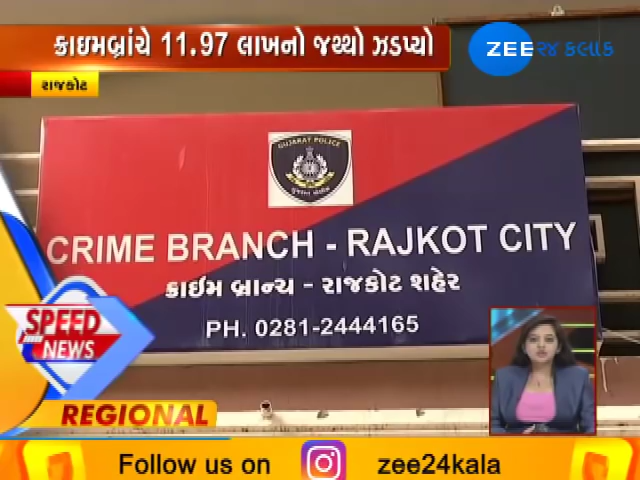 ક્રાઇમબ્રાંચે 11.97 લાખનો જથ્થો ઝડપ્યો
ZEE ૨૪ કલાક
રાજકોટ
GUJARAT POLICE
CRIME BRANCH - RAJKOT CITY
ક્રાઈમ બ્રાન્ચ - રાજકોટ શહેર
PH. 0281-2444165
SPEED
NEWS
REGIONAL
Follow us on zee24kala